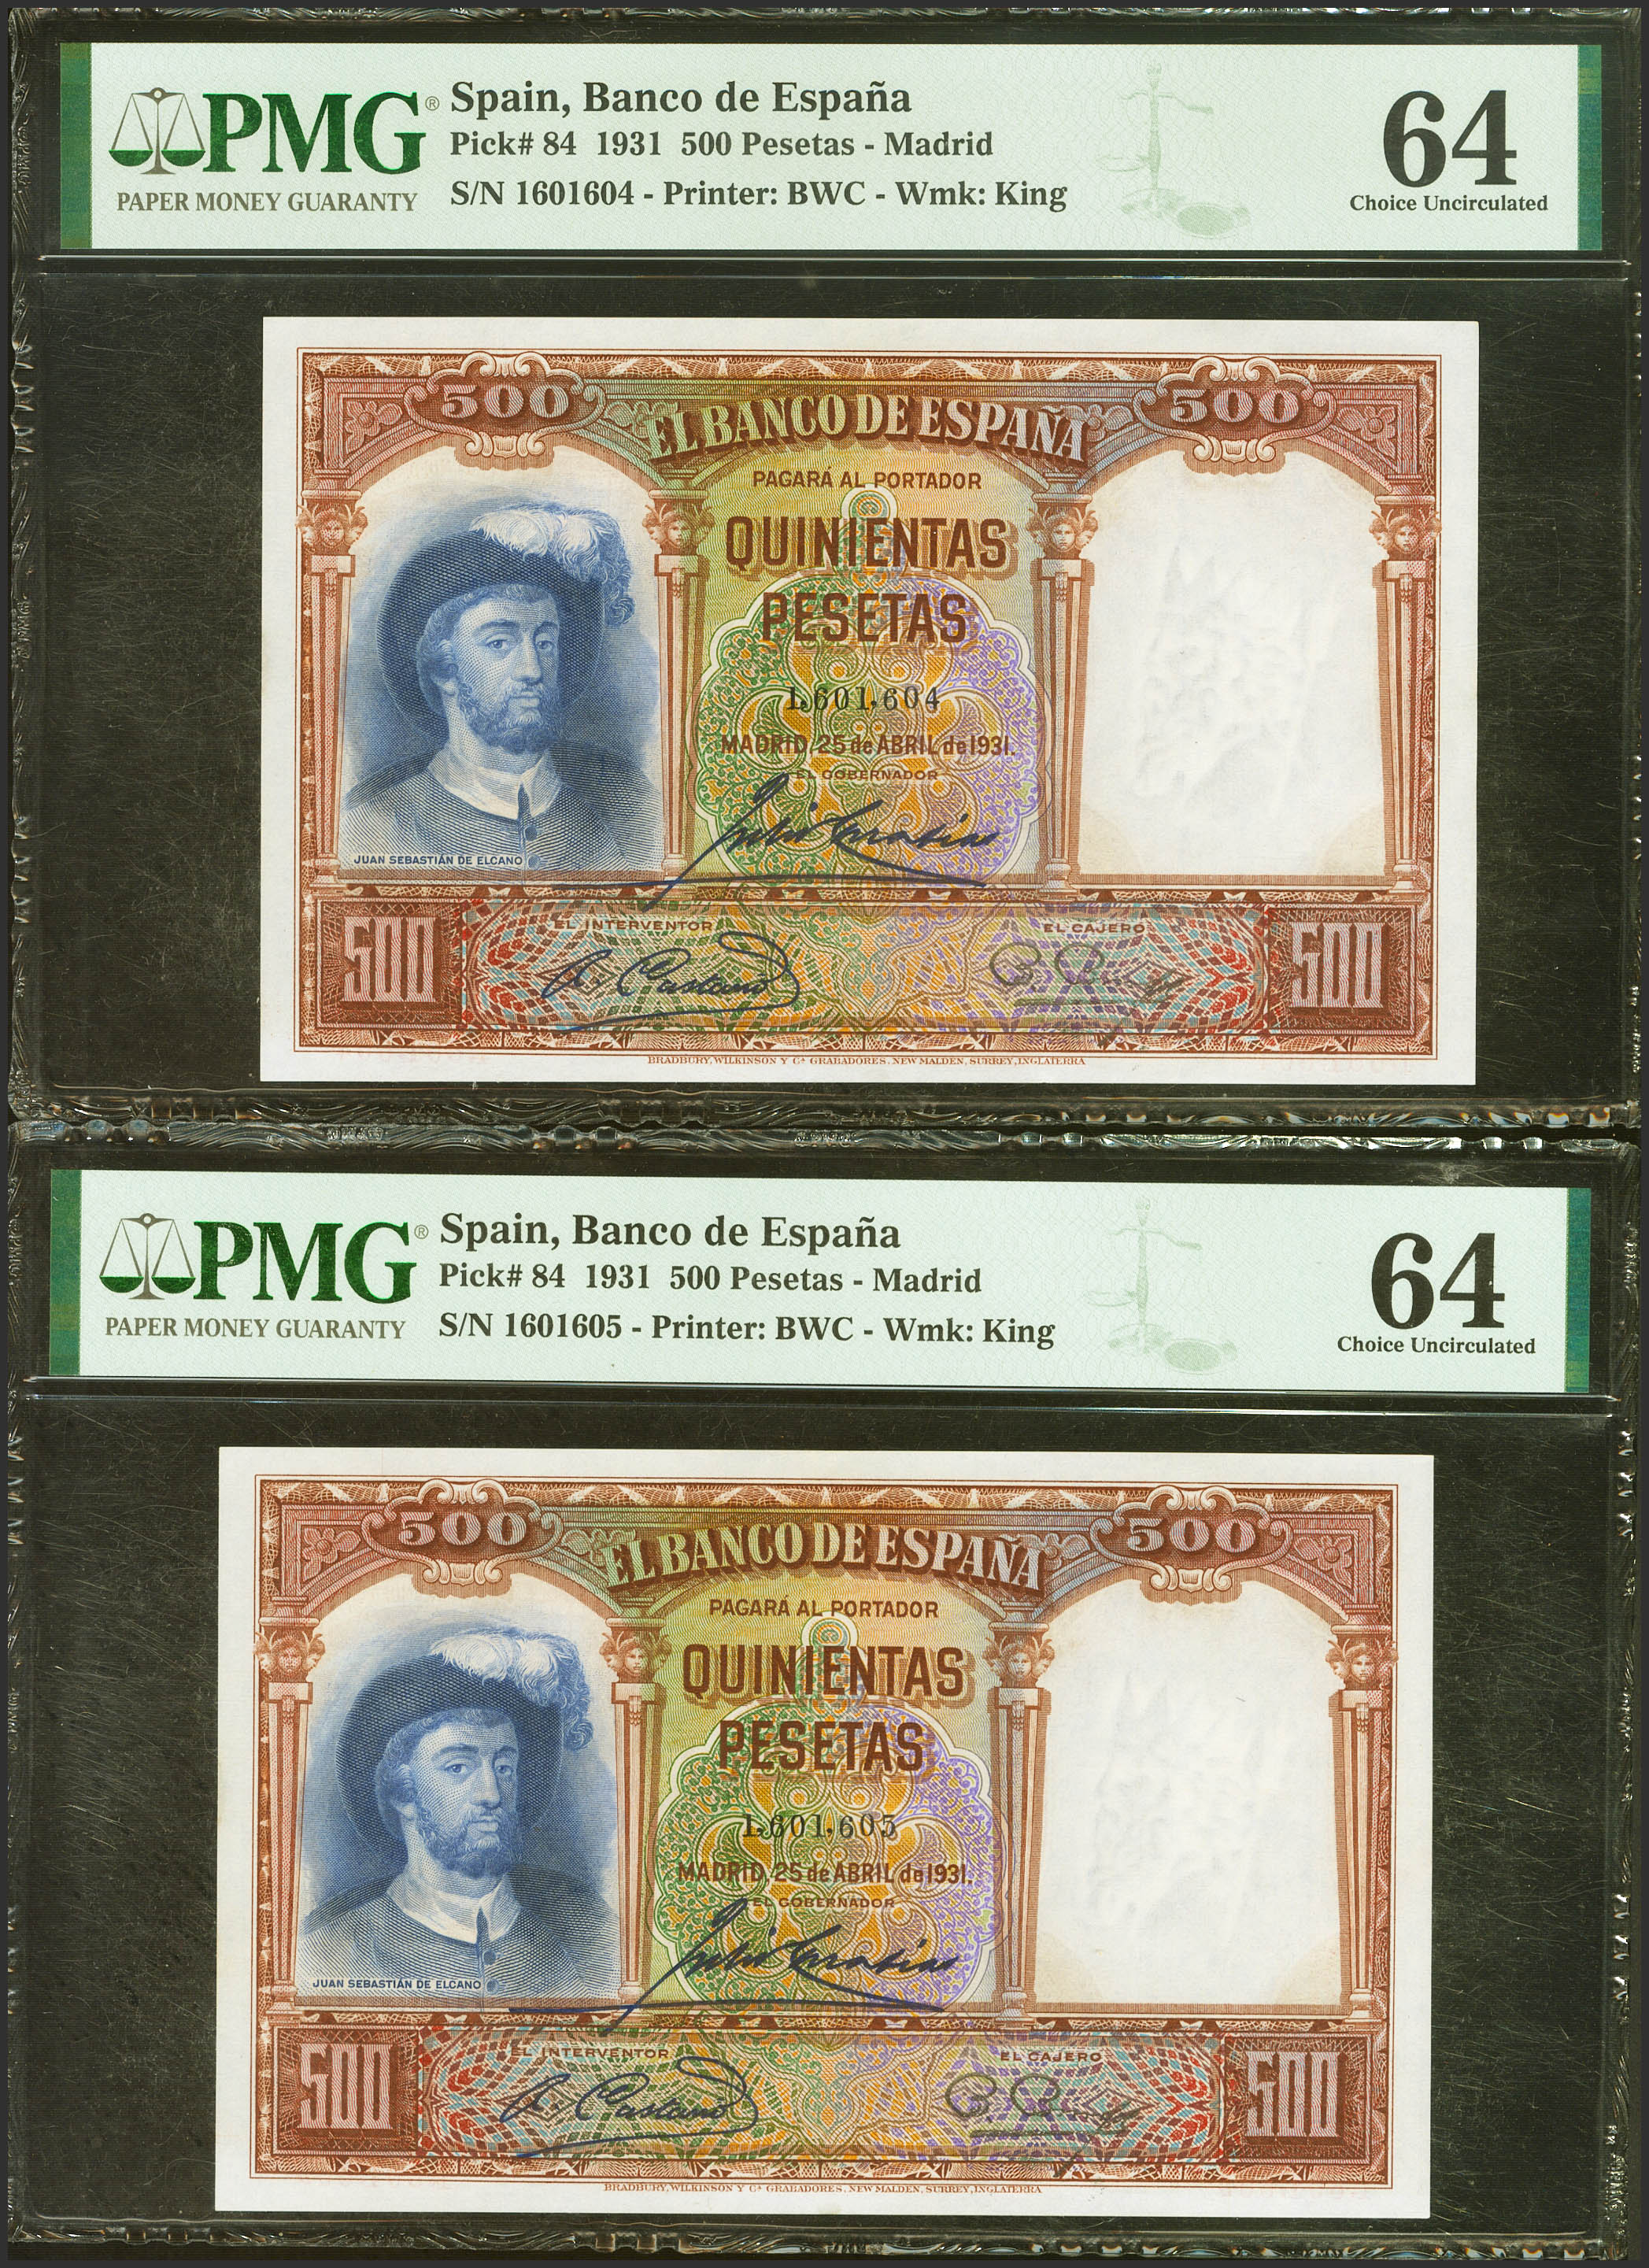 PMG®
PAPER MONEY GUARANTY
Spain, Banco de España
Pick# 84 1931 500 Pesetas - Madrid
S/N 1601604 - Printer: BWC - Wmk: King
64
Choice Uncirculated
500
500
EL BANCO DE ESPAÑA
PAGARÁ AL PORTADOR
QUINIENTAS
PESETAS
1,601,604
MADRID, 25 de ABRIL de 1931.
EL GOBERNADOR
JUAN SEBASTIÁN DE ELCANO
500
EL INTERVENTOR
EL CAJERO
500
BRADBURY, WILKINSON Y Cª GRABADORES. NEW MALDEN, SURREY, INGLATERRA
PMG®
PAPER MONEY GUARANTY
Spain, Banco de España
Pick# 84 1931 500 Pesetas - Madrid
S/N 1601605 - Printer: BWC - Wmk: King
64
Choice Uncirculated
500
500
EL BANCO DE ESPAÑA
PAGARÁ AL PORTADOR
QUINIENTAS
PESETAS
1,601,605
MADRID, 25 de ABRIL de 1931.
EL GOBERNADOR
JUAN SEBASTIÁN DE ELCANO
500
EL INTERVENTOR
EL CAJERO
500
BRADBURY, WILKINSON Y Cª GRABADORES. NEW MALDEN, SURREY, INGLATERRA